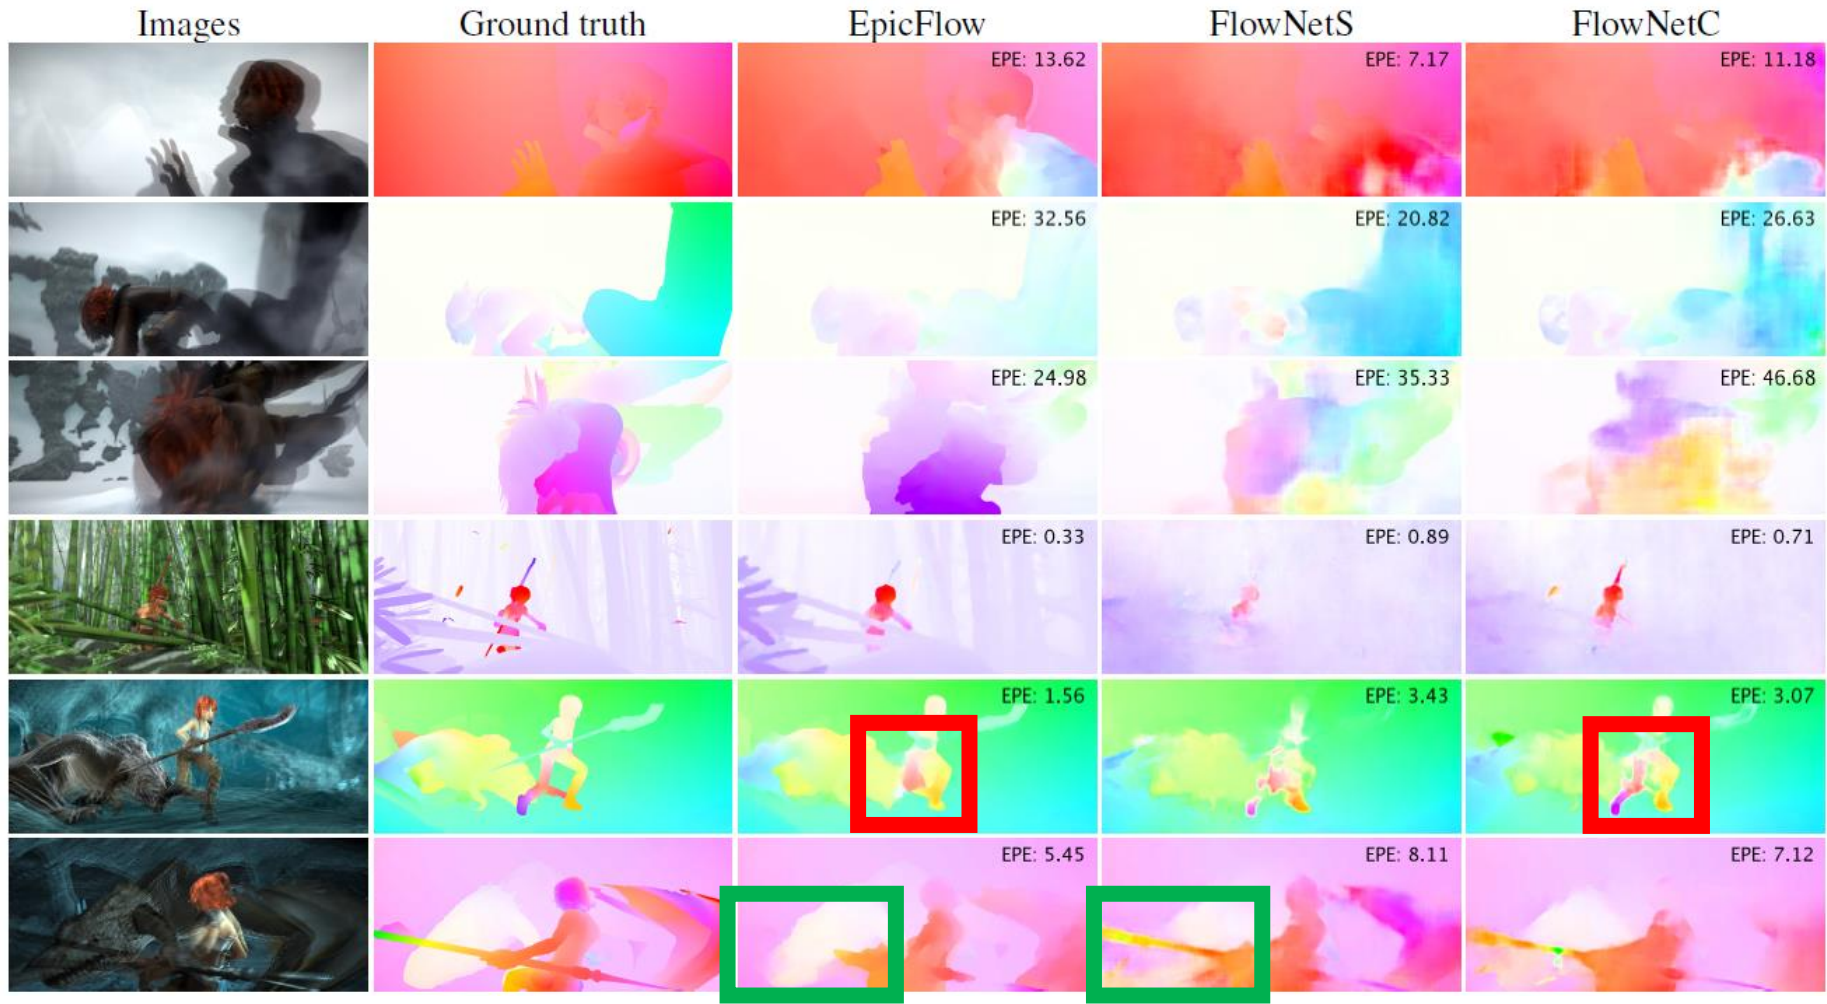 Images Ground truth EpicFlow FlowNetS FlowNetC
EPE: 13.62 EPE: 7.17 EPE: 11.18
EPE: 32.56 EPE: 20.82 EPE: 26.63
EPE: 24.98 EPE: 35.33 EPE: 46.68
EPE: 0.33 EPE: 0.89 EPE: 0.71
EPE: 1.56 EPE: 3.43 EPE: 3.07
EPE: 5.45 EPE: 8.11 EPE: 7.12